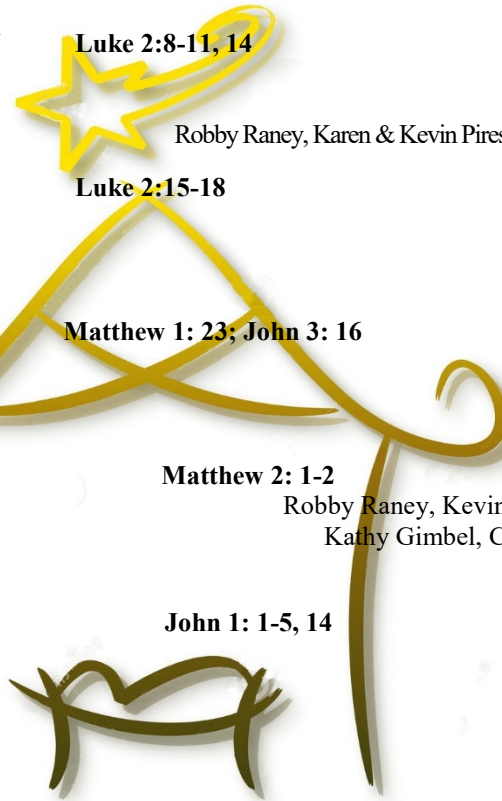 Luke 2:8-11, 14
Robby Raney, Karen & Kevin Pires
Luke 2:15-18
Matthew 1: 23; John 3: 16
Matthew 2: 1-2
Robby Raney, Kevin
Kathy Gimbel,
John 1: 1-5, 14